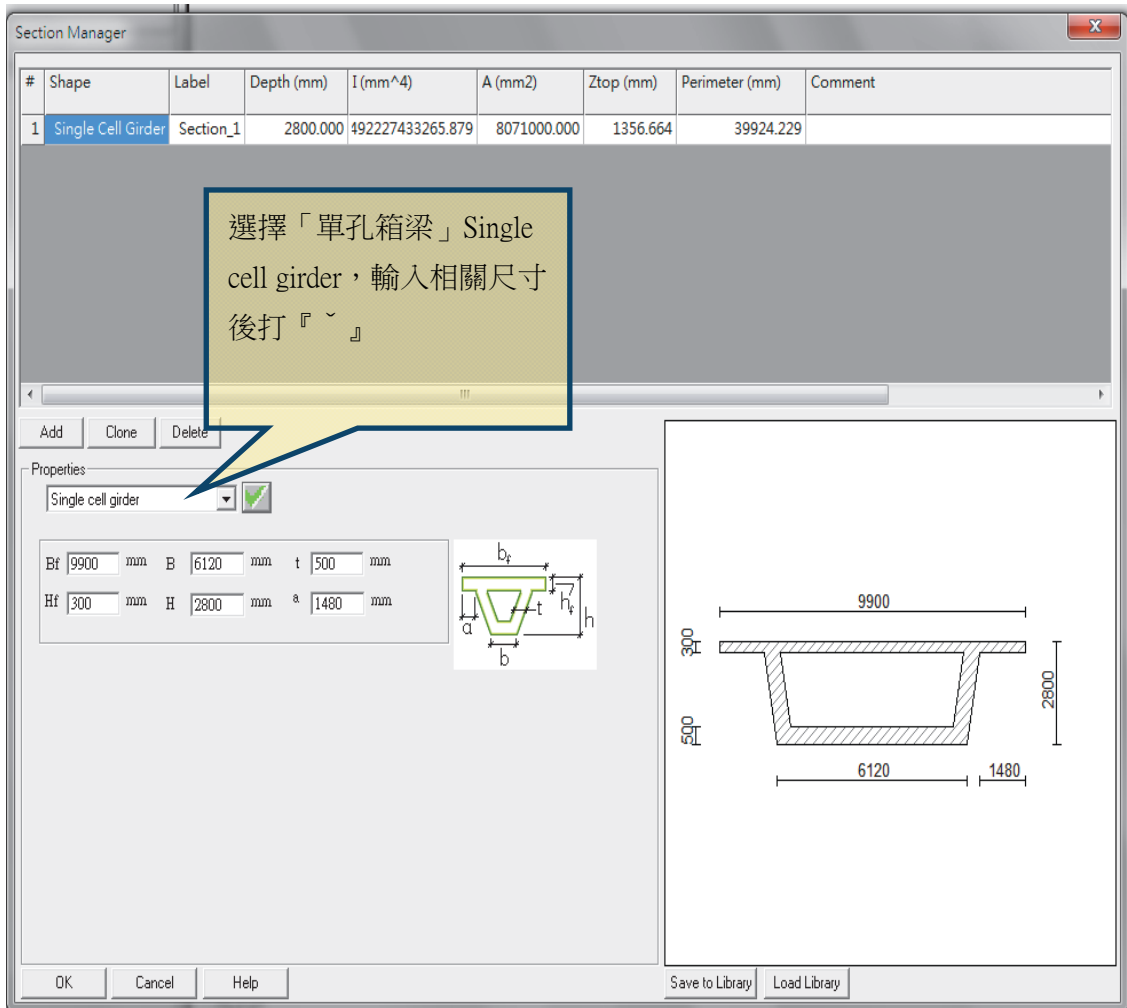 Section Manager
# Shape Label Depth (mm) I (mm^4) A (mm2) Ztop (mm) Perimeter (mm) Comment
1 Single Cell Girder Section_1 2800.000 492227433265.879 8071000.000 1356.664 39924.229
選擇「單孔箱梁」Single
cell girder，輸入相關尺寸
後打『ˇ』
Add Clone Delete
Properties
Single cell girder
Bf 9900 mm B 6120 mm t 500 mm
Hf 300 mm H 2800 mm a 1480 mm
bf
t
hf
h
a
b
9900
300
2800
500
6120
1480
OK Cancel Help
Save to Library Load Library